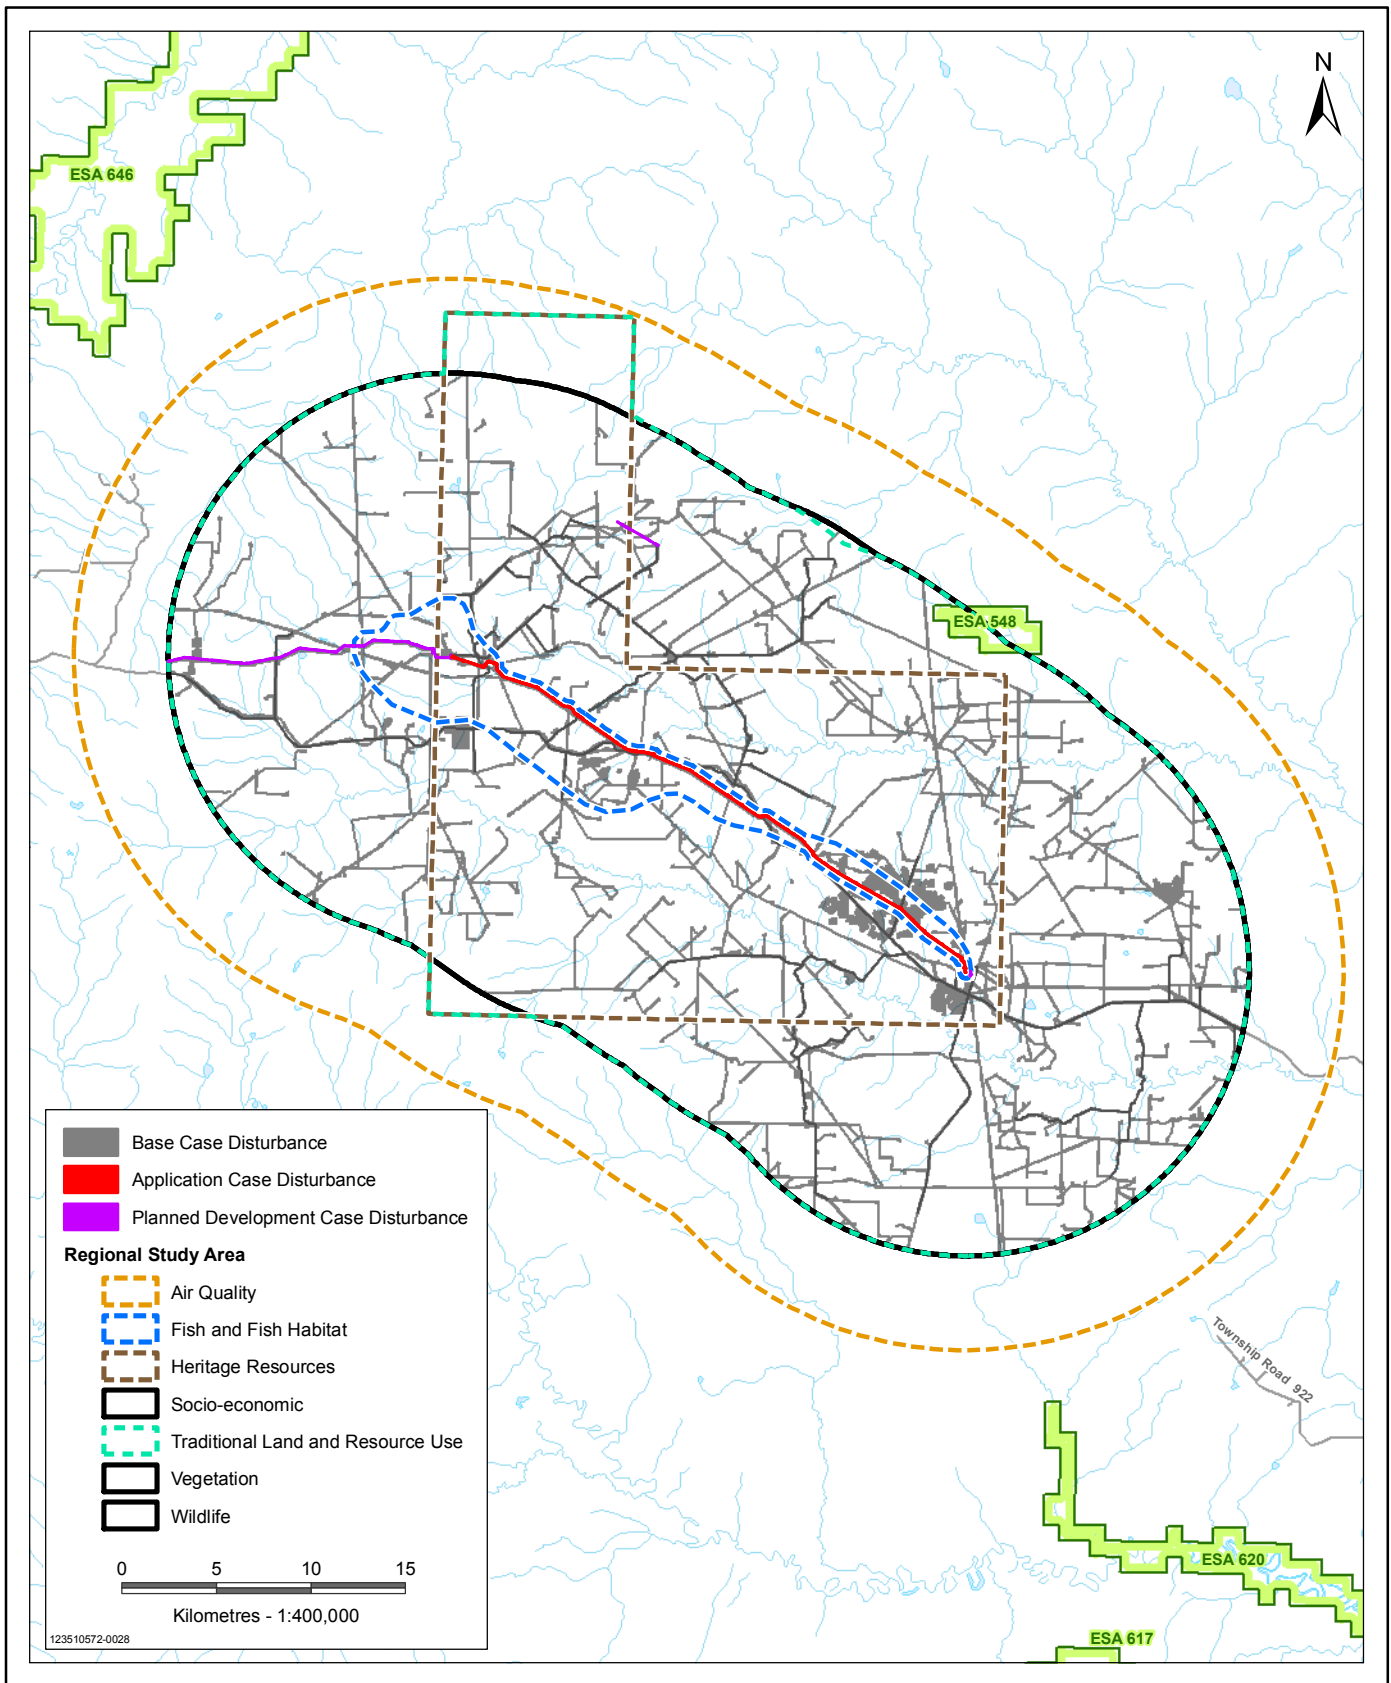 N
ESA 646
ESA 548
Base Case Disturbance
Application Case Disturbance
Planned Development Case Disturbance
Regional Study Area
Air Quality
Fish and Fish Habitat
Heritage Resources
Socio-economic
Traditional Land and Resource Use
Vegetation
Wildlife
0 5 10 15
Kilometres - 1:400,000
123510572-0028
Township Road 922
ESA 620
ESA 617